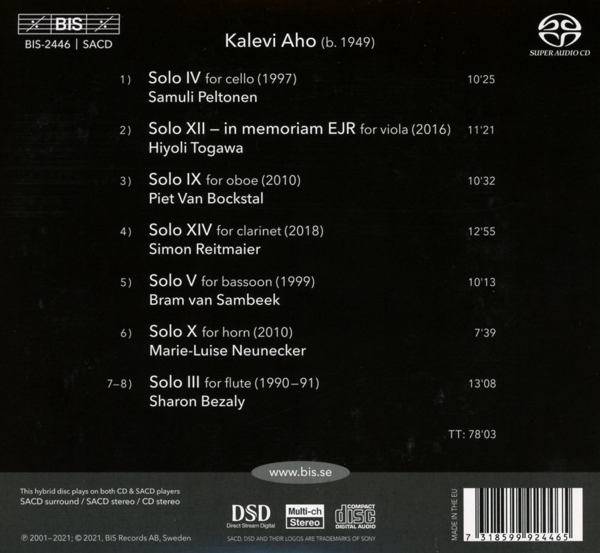 BIS
BIS-2446 | SACD
Kalevi Aho (b. 1949)
SUPER AUDIO CD
1) Solo IV for cello (1997) 10'25
Samuli Peltonen
2) Solo XII – in memoriam EJR for viola (2016) 11'21
Hiyoli Togawa
3) Solo IX for oboe (2010) 10'32
Piet Van Bockstal
4) Solo XIV for clarinet (2018) 12'55
Simon Reitmaier
5) Solo V for bassoon (1999) 10'13
Bram van Sambeek
6) Solo X for horn (2010) 7'39
Marie-Luise Neunecker
7–8) Solo III for flute (1990–91) 13'08
Sharon Bezaly
TT: 78'03
www.bis.se
This hybrid disc plays on both CD & SACD players
SACD surround / SACD stereo / CD stereo
℗ 2001–2021; © 2021, BIS Records AB, Sweden
DSD
Direct Stream Digital
Multi-ch
Stereo
COMPACT
disc
DIGITAL AUDIO
SACD, DSD AND THEIR LOGOS ARE TRADEMARKS OF SONY
MADE IN THE EU
7 318599 924465